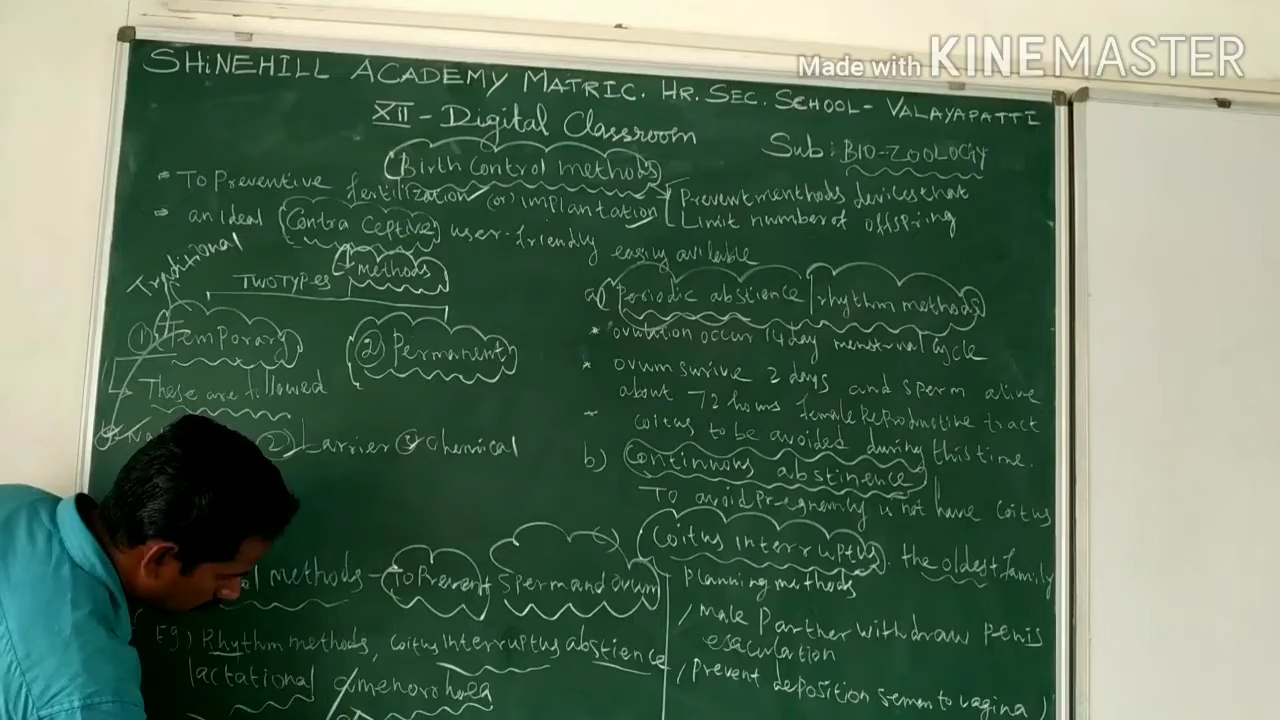 Made with KINEMASTER
SHiNEHILL ACADEMY MATRIC. HR. SEC. SCHOOL - VALAYAPATTI
XII - Digital Classroom
Sub : BIO-ZOOLOGY
Birth Control methods
To Preventive fertilization (or) implantation
Prevent menthods devices that
Limit number of offspring
an ideal Contra Ceptive user-friendly easily available
Traditional
methods
TWO TYPES
1) Temporary
2) Permanent
These are followed
2) barrier 3) chemical
methods - To Prevent Sperm and ovum
Eg) Rhythm methods, Coitus interruptus abstience
lactational amenorrhoea
a) Periodic abstience / rhythm methods
* ovulation occur 14 day menstrual cycle
* ovum survive 2 days and sperm alive
about 72 hours female Reproductive tract
coitus to be avoided during this time.
b) Continuous abstinence
To avoid Pregnenty is not have Coitus
Coitus interruptus. the oldest family
Planning methods
/ male Partner withdraw penis
esaculation
/ Prevent deposition semen to vagina